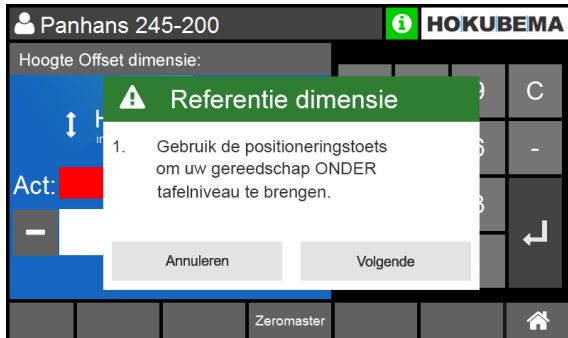 Panhans 245-200
i HOKUBEMA
Hoogte Offset dimensie:
Referentie dimensie
C
1. Gebruik de positioneringstoets
om uw gereedschap ONDER
tafelniveau te brengen.
-
Act:
Annuleren Volgende
Zeromaster